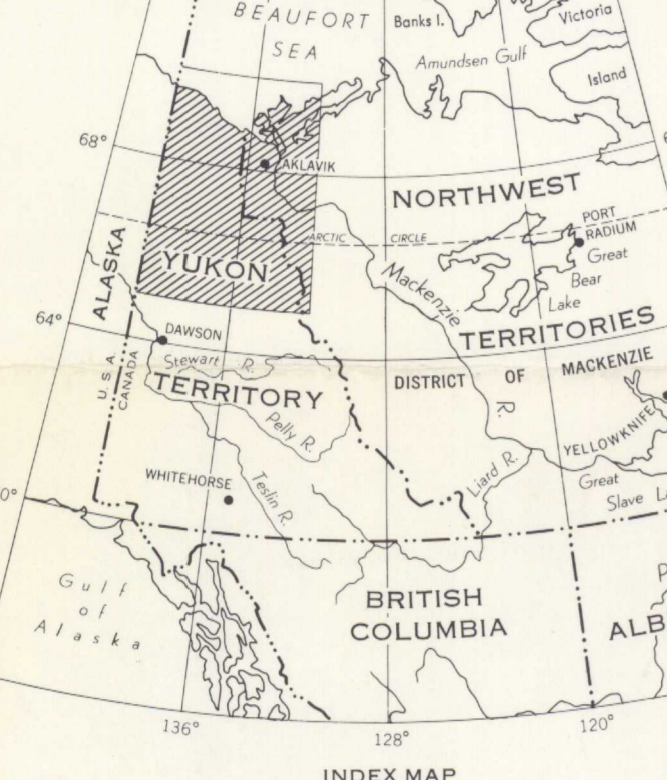 BEAUFORT
SEA
Banks I.
Victoria
Island
Amundsen Gulf
68°
AKLAVIK
NORTHWEST
PORT
RADIUM
ARCTIC CIRCLE
Great
Bear
Lake
YUKON
ALASKA
Mackenzie
64°
DAWSON
TERRITORIES
U.S.A.
CANADA
Stewart R.
TERRITORY
DISTRICT OF MACKENZIE
R.
Pelly R.
YELLOWKNIFE
WHITEHORSE
Teslin R.
Liard R.
Great
Slave L
0°
Gulf
of
Alaska
BRITISH
COLUMBIA
ALB
136°
128°
120°
INDEX MAP